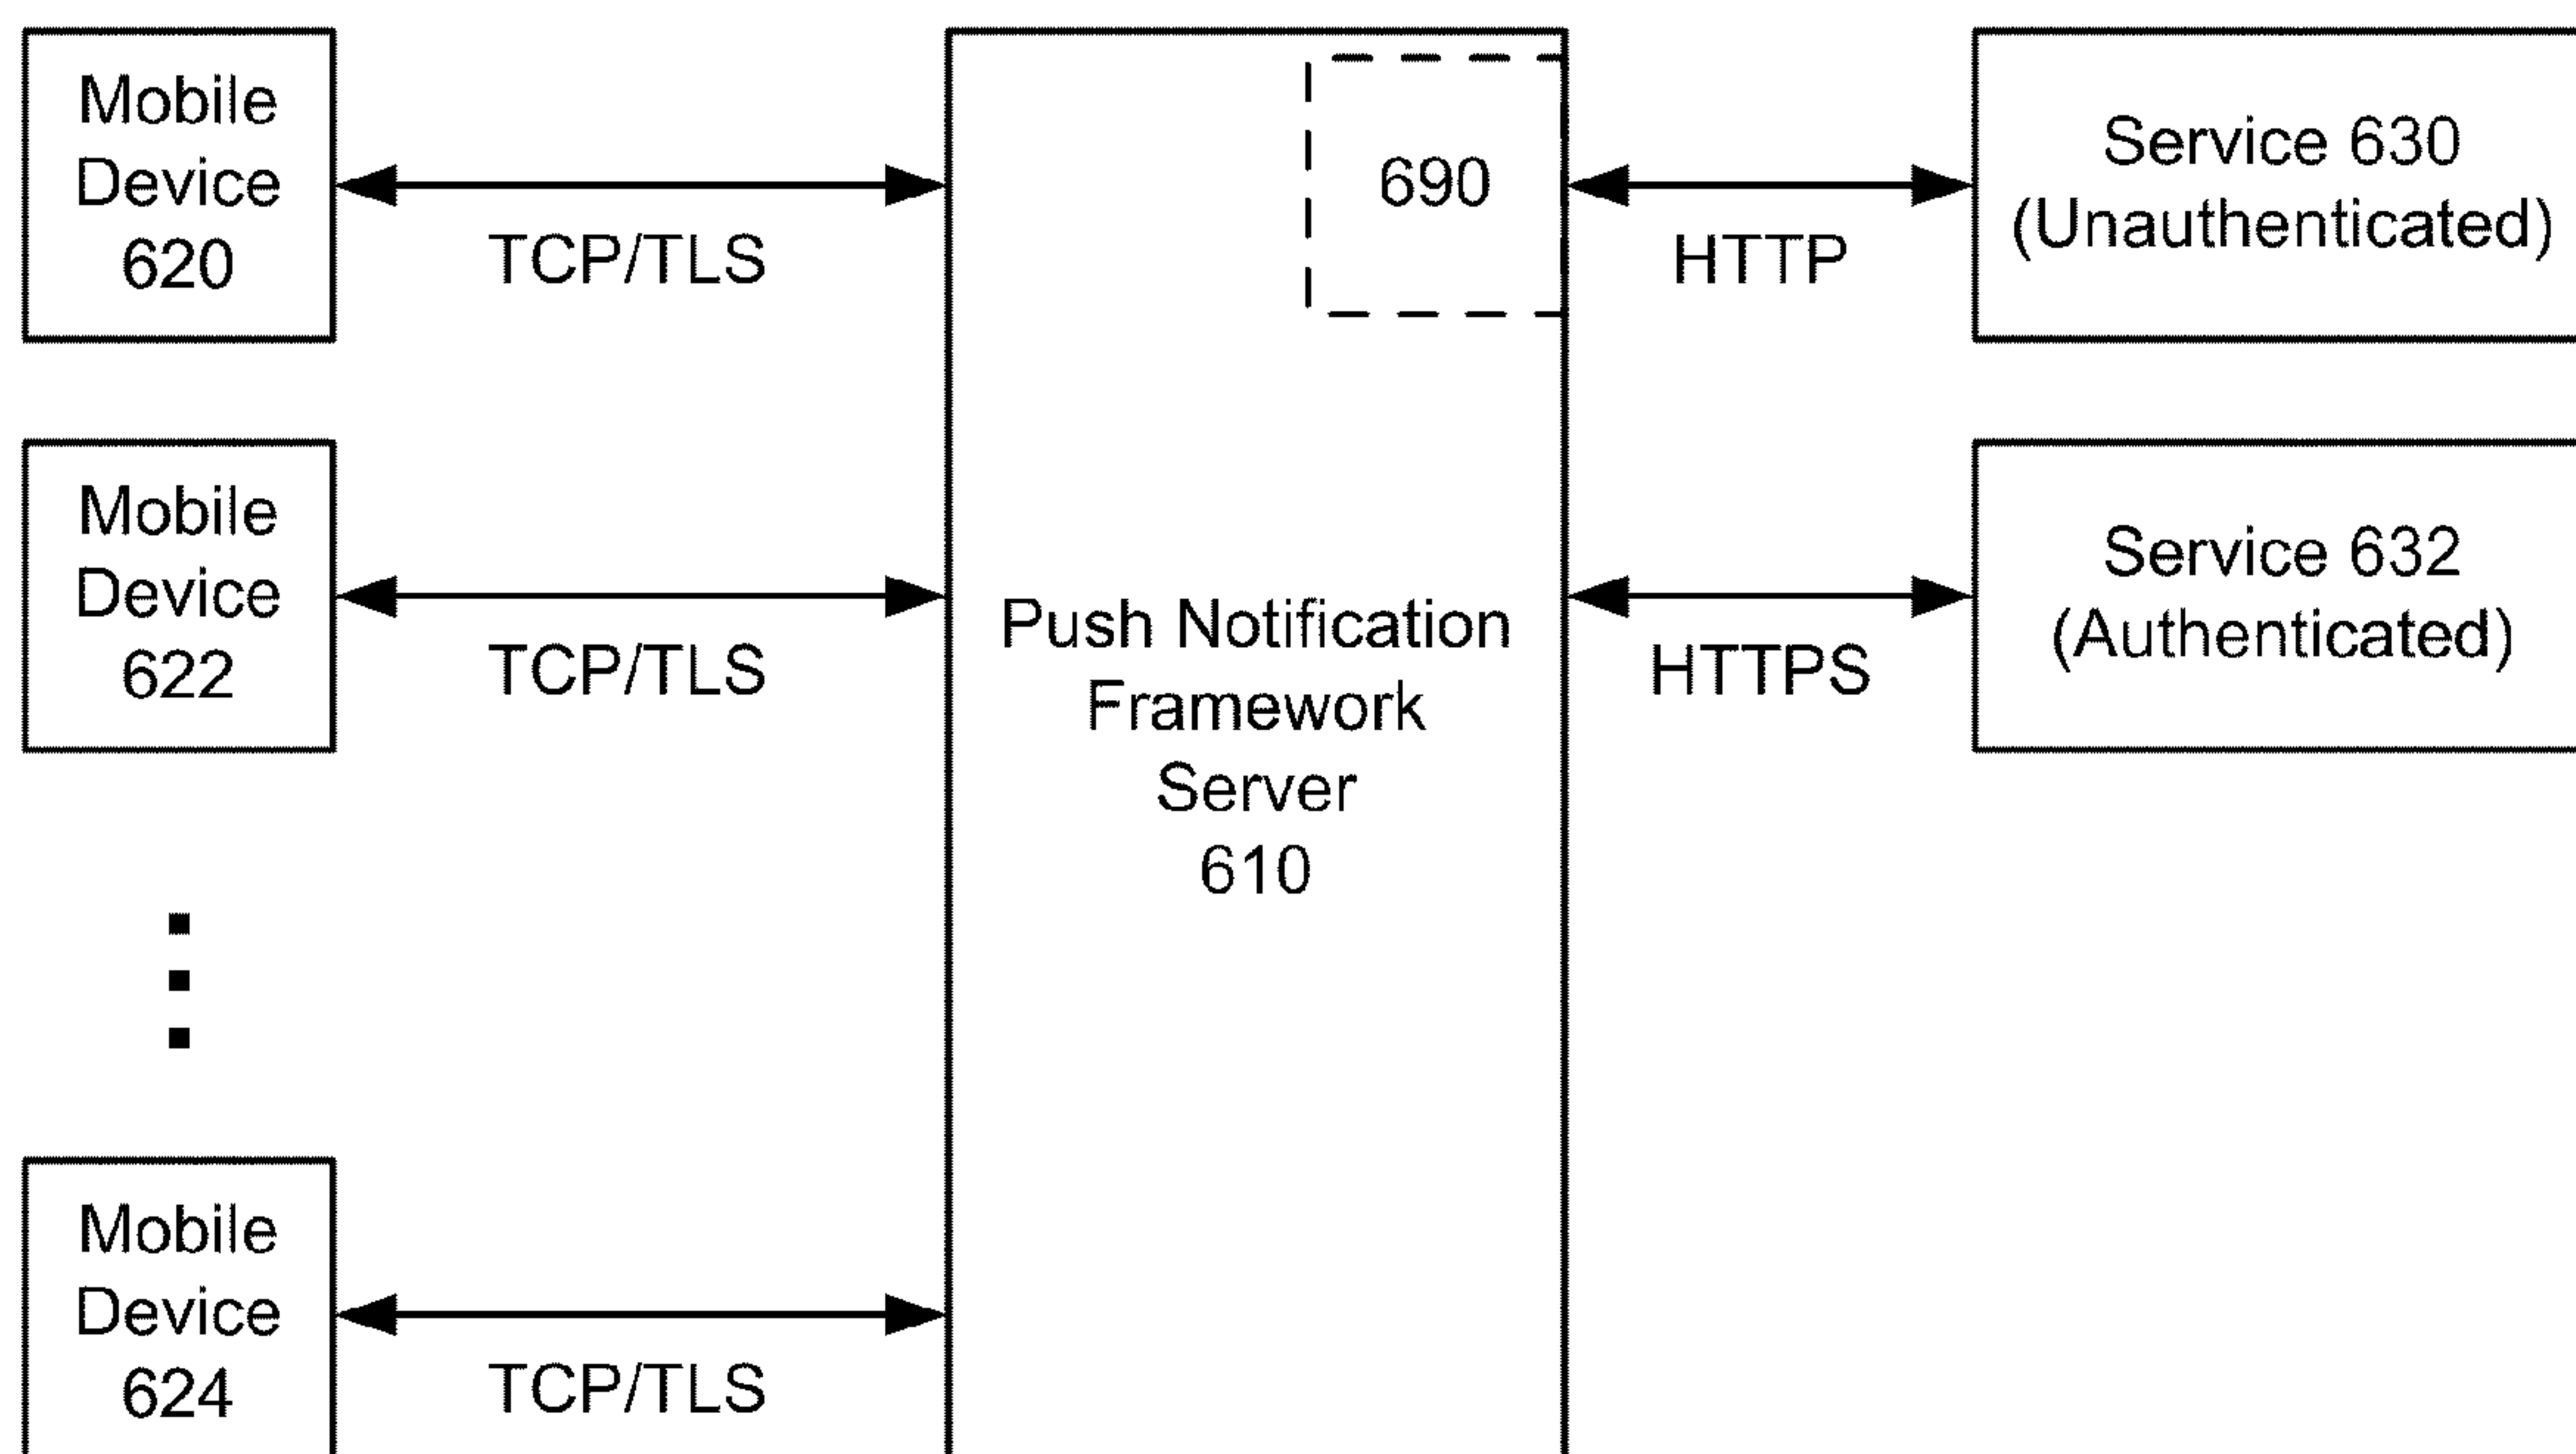 Mobile
Device
620
TCP/TLS
690
HTTP
Service 630
(Unauthenticated)
Mobile
Device
622
TCP/TLS
Push Notification
Framework
Server
610
HTTPS
Service 632
(Authenticated)
Mobile
Device
624
TCP/TLS